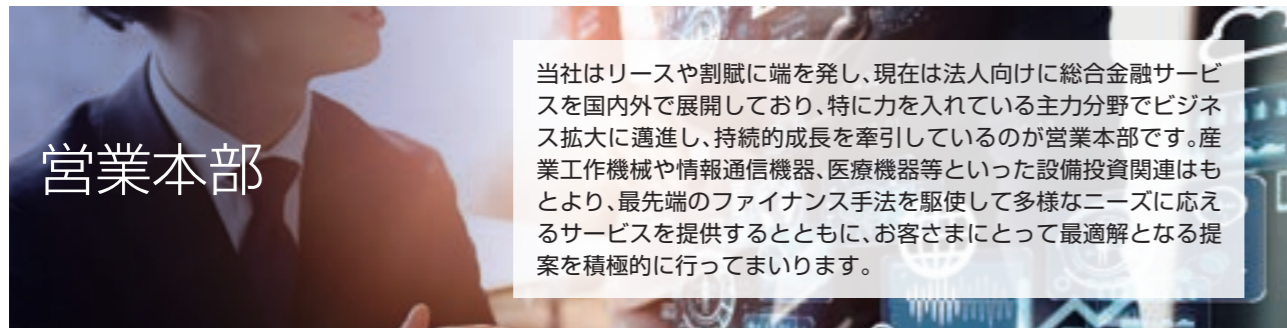 営業本部
当社はリースや割賦に端を発し、現在は法人向けに総合金融サービ
スを国内外で展開しており、特に力を入れている主力分野でビジネ
ス拡大に邁進し、持続的成長を牽引しているのが営業本部です。産
業工作機械や情報通信機器、医療機器等といった設備投資関連はも
とより、最先端のファイナンス手法を駆使して多様なニーズに応え
るサービスを提供するとともに、お客さまにとって最適解となる提
案を積極的に行ってまいります。